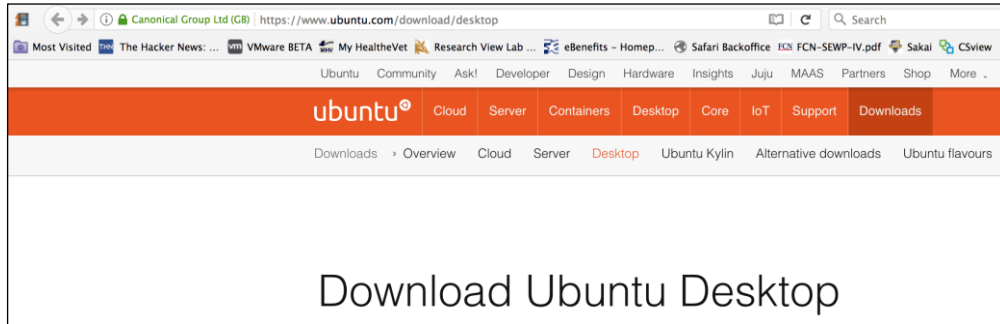 Canonical Group Ltd (GB) https://www.ubuntu.com/download/desktop Search
Most Visited THN The Hacker News: ... vm VMware BETA My HealtheVet Research View Lab ... eBenefits - Homep... Safari Backoffice FCN FCN-SEWP-IV.pdf Sakai CSview
Ubuntu Community Ask! Developer Design Hardware Insights Juju MAAS Partners Shop More
ubuntu Cloud Server Containers Desktop Core IoT Support Downloads
Downloads › Overview Cloud Server Desktop Ubuntu Kylin Alternative downloads Ubuntu flavours
Download Ubuntu Desktop